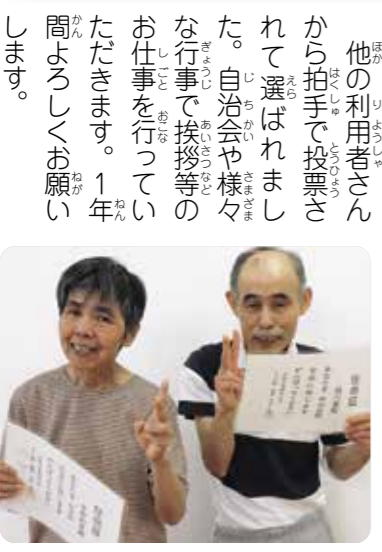 他の利用者さん
から拍手で投票さ
れて選ばれまし
た。自治会や様々
な行事で挨拶等の
お仕事を行ってい
ただきます。1年
間よろしくお願い
します。